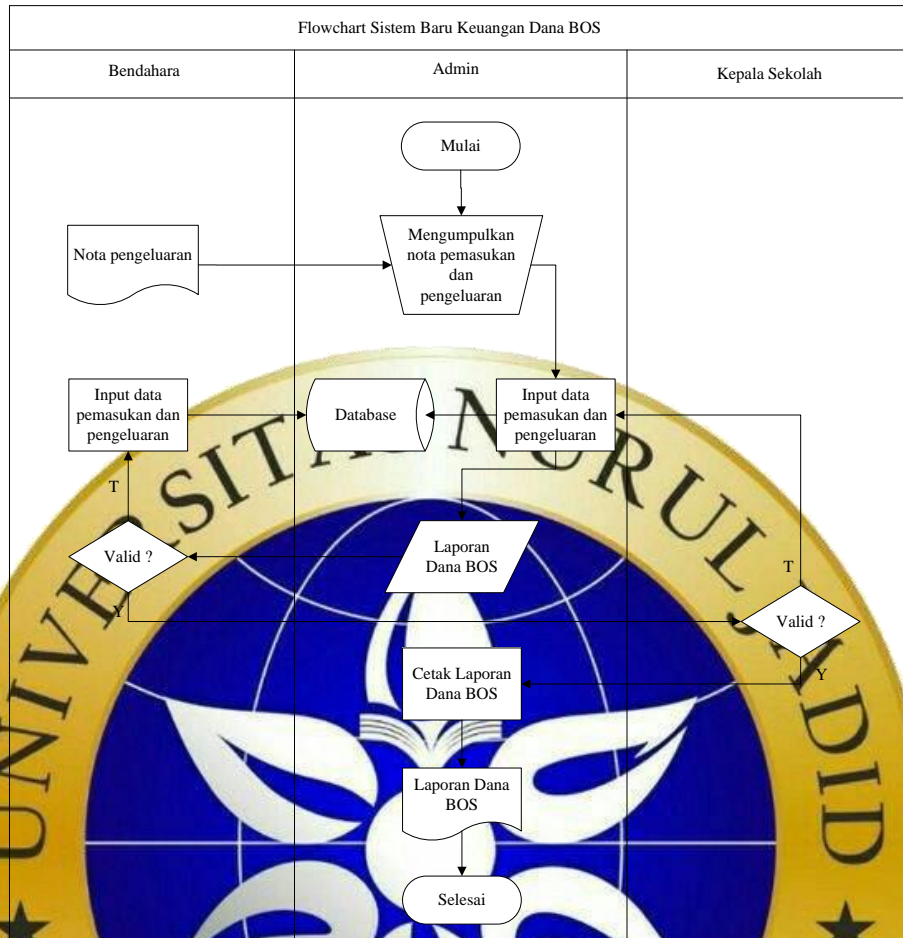 Flowchart Sistem Baru Keuangan Dana BOS
Bendahara
Admin
Kepala Sekolah
Mulai
Nota pengeluaran
Mengumpulkan
nota pemasukan
dan
pengeluaran
Input data
pemasukan dan
pengeluaran
Database
Input data
pemasukan dan
pengeluaran
T
Valid ?
Y
Laporan
Dana BOS
T
Valid ?
Y
Cetak Laporan
Dana BOS
Laporan Dana
BOS
Selesai
UNIVERSITAS NURUL JADID